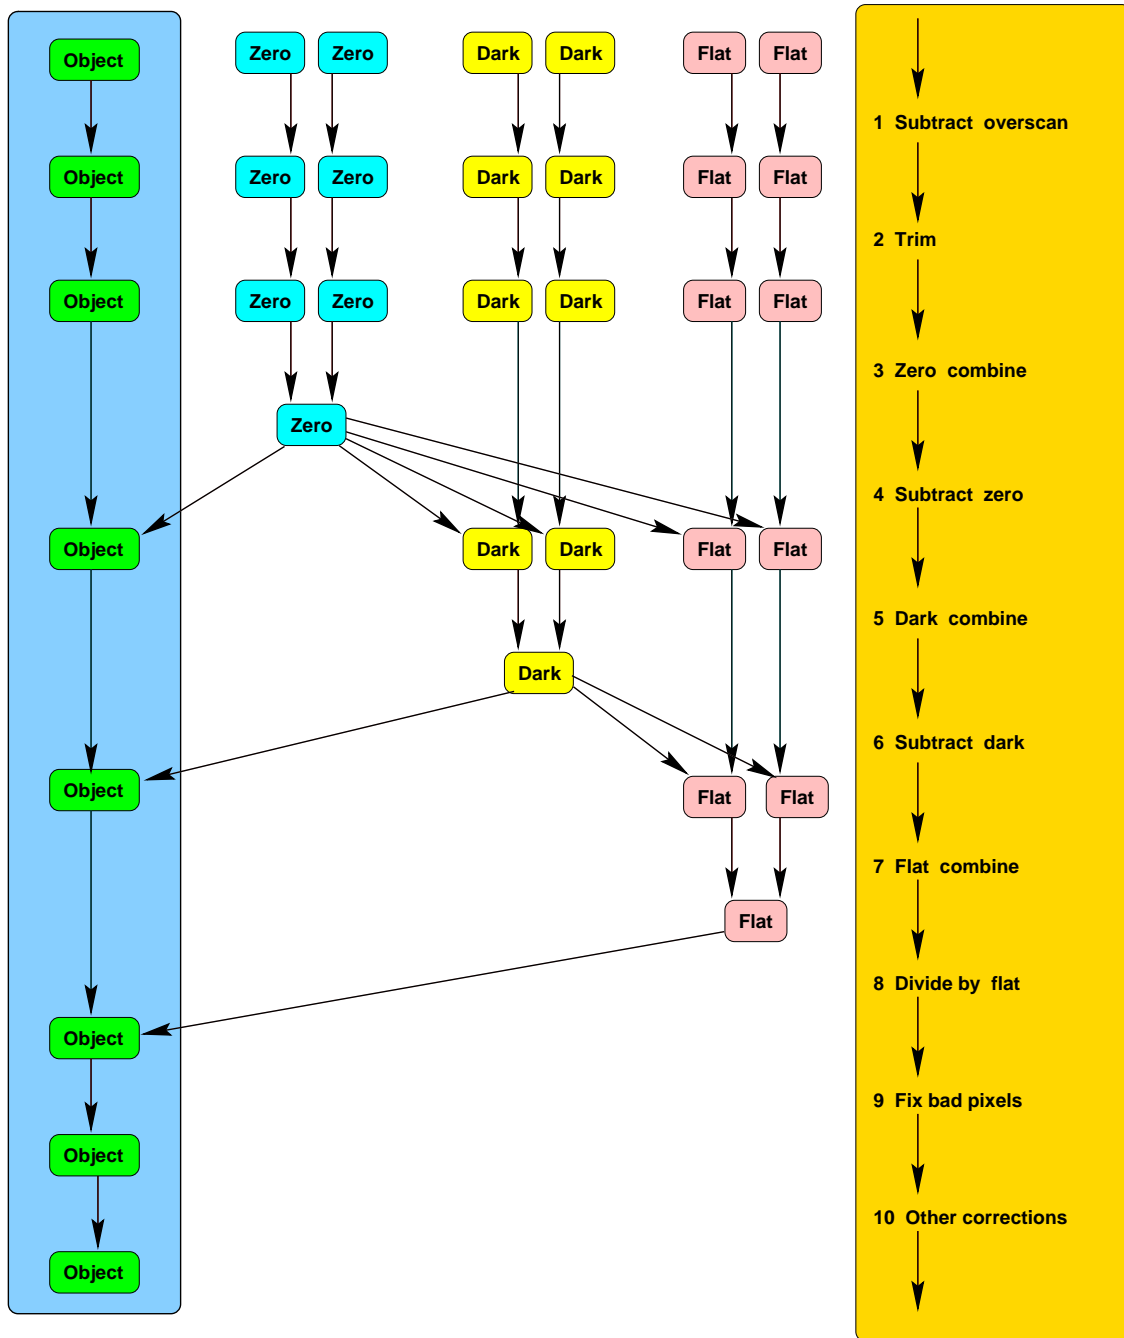 Object Zero Zero Dark Dark Flat Flat
1 Subtract overscan
Object Zero Zero Dark Dark Flat Flat
2 Trim
Object Zero Zero Dark Dark Flat Flat
3 Zero combine
Zero
4 Subtract zero
Object Dark Dark Flat Flat
5 Dark combine
Dark
6 Subtract dark
Object Flat Flat
7 Flat combine
Flat
8 Divide by flat
Object
9 Fix bad pixels
Object
10 Other corrections
Object